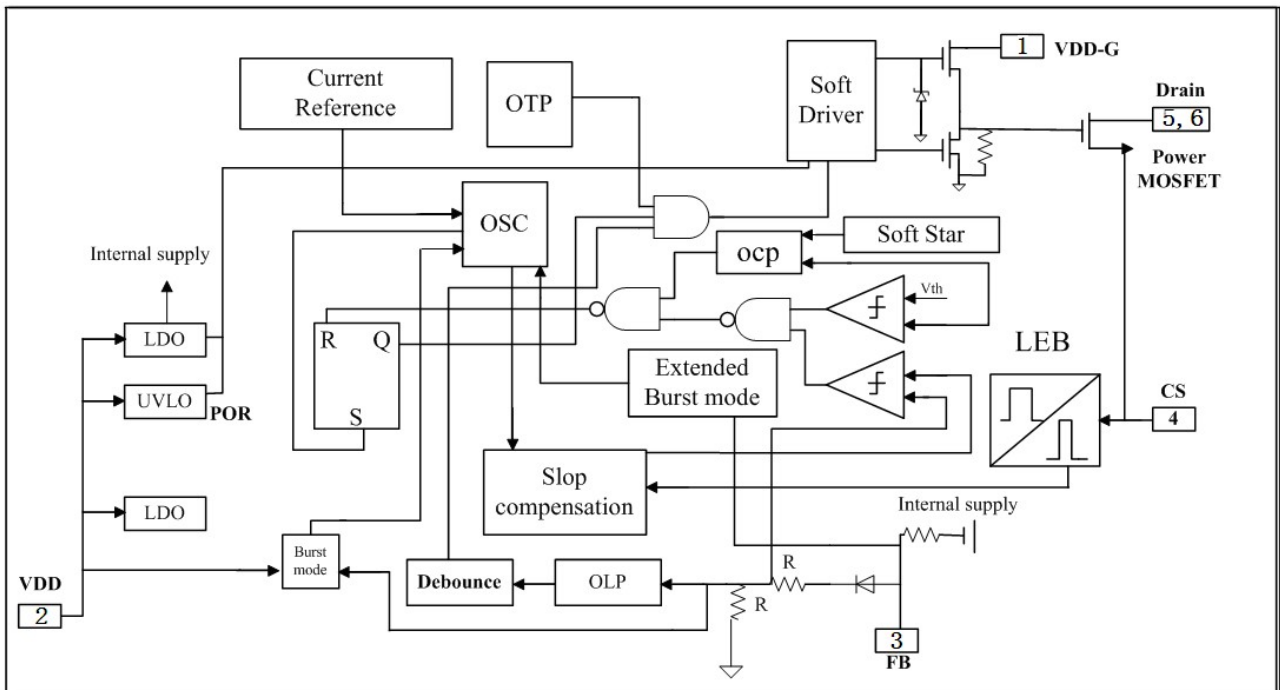 1
VDD-G
Current
Reference
OTP
Soft
Driver
Drain
5, 6
Power
MOSFET
OSC
Internal supply
ocp
Soft Star
Vth
LDO
R
Q
S
LEB
UVLO
POR
Extended
Burst mode
CS
4
Slop
compensation
Internal supply
LDO
Burst
mode
VDD
2
Debounce
OLP
R
R
3
FB